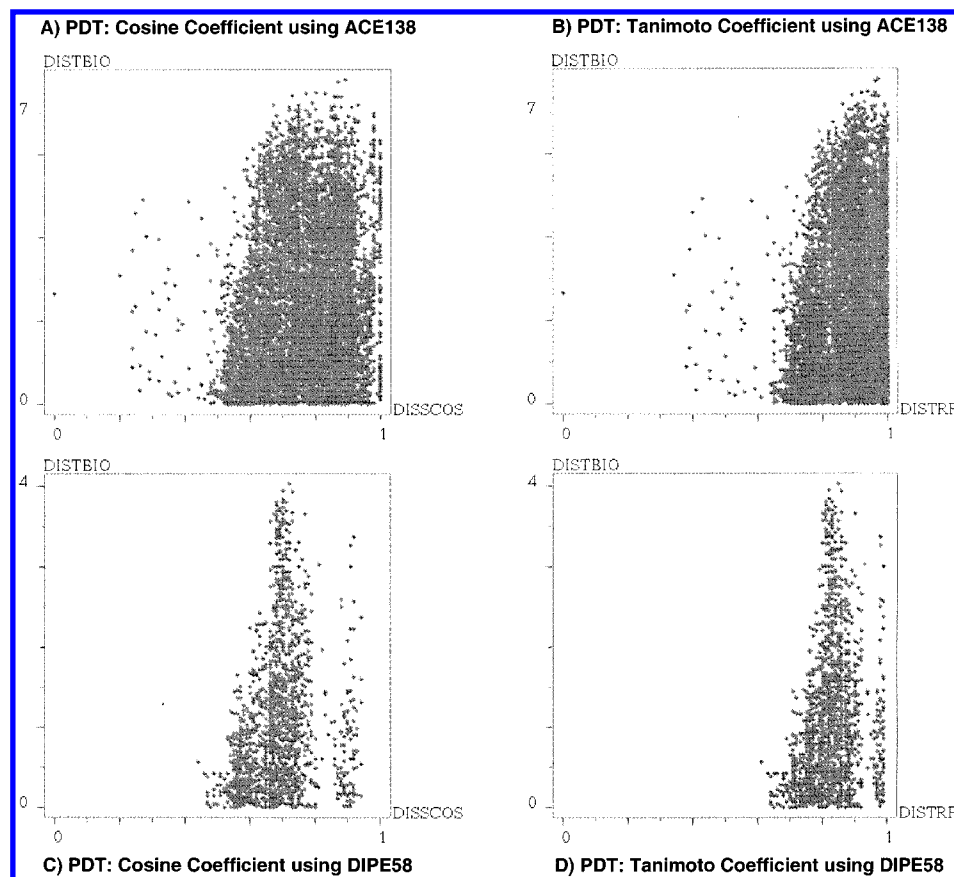 A) PDT: Cosine Coefficient using ACE138
B) PDT: Tanimoto Coefficient using ACE138
DISTBIO
DISTBIO
7
7
0
0
DISSCOS
DISTRF
0
1
0
1
DISTBIO
DISTBIO
4
4
0
0
DISSCOS
DISTRF
0
1
0
1
C) PDT: Cosine Coefficient using DIPE58
D) PDT: Tanimoto Coefficient using DIPE58